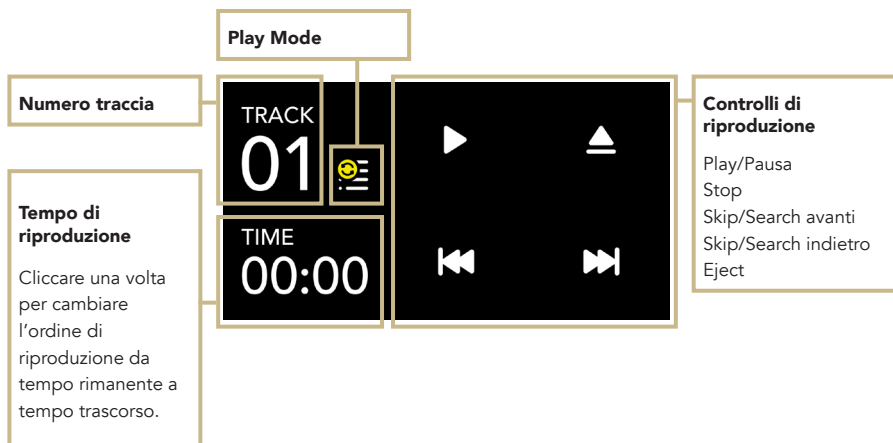 Play Mode
Numero traccia
TRACK
01
TIME
00:00
Tempo di
riproduzione
Cliccare una volta
per cambiare
l'ordine di
riproduzione da
tempo rimanente a
tempo trascorso.
Controlli di
riproduzione
Play/Pausa
Stop
Skip/Search avanti
Skip/Search indietro
Eject